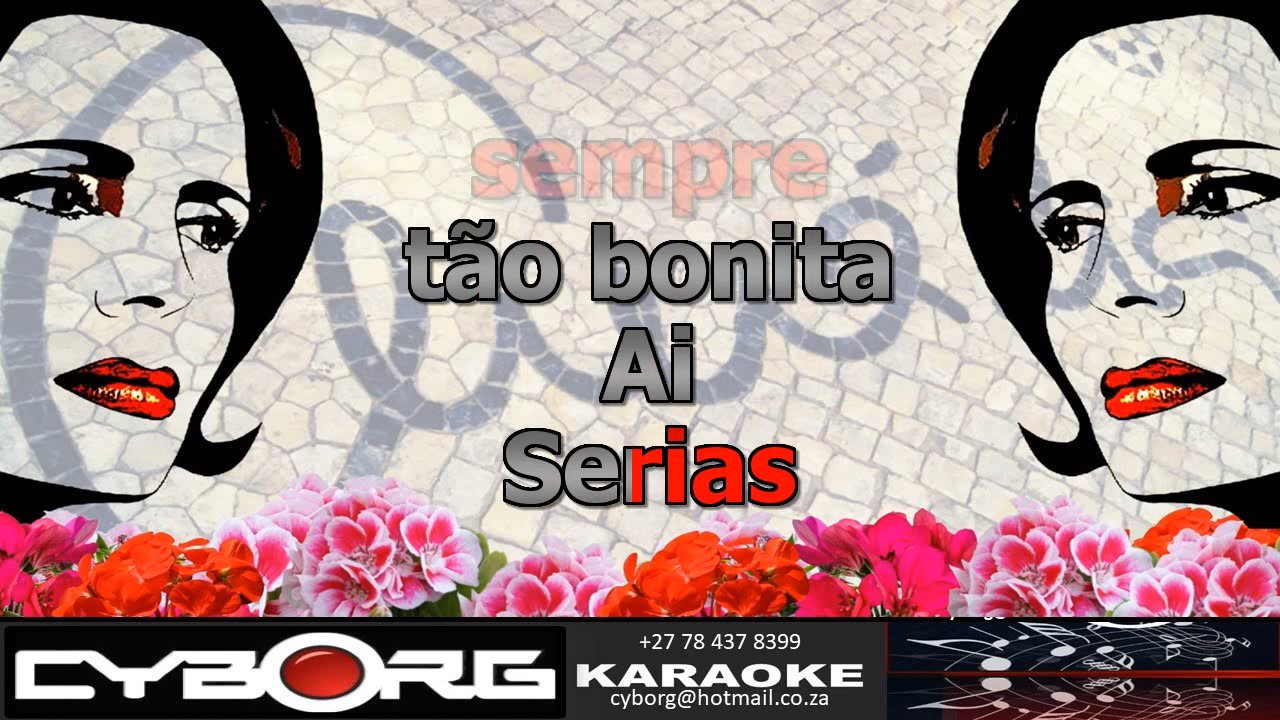 sempre
tão bonita
Ai
Serias
CYBORG
+27 78 437 8399
KARAOKE
cyborg@hotmail.co.za